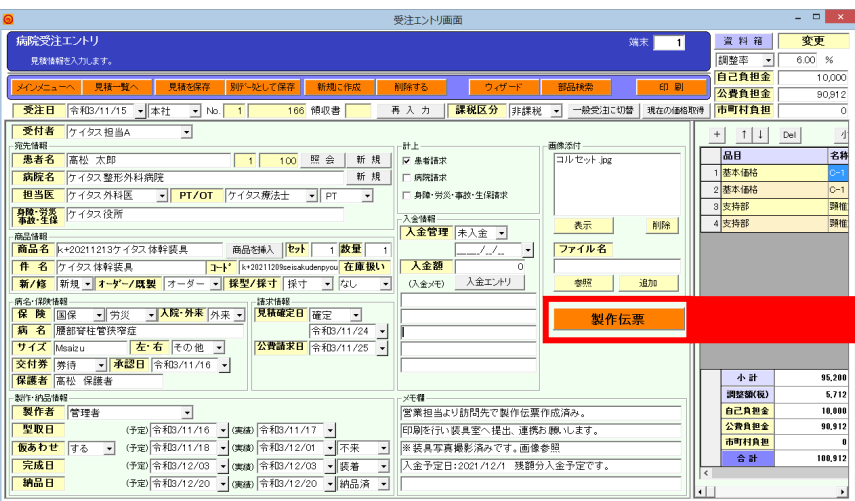 受注エントリ画面
病院受注エントリ
見積情報を入力します。
端末 1
資料箱 変更
調整率 6.00 %
メインメニューへ 見積一覧へ 見積を保存 別データとして保存 新規に作成 削除する ウィザード 部品検索 印刷
自己負担金 10,000
公費負担金 90,912
市町村負担 0
受注日 令和3/11/15 本社 No. 1 166 領収書 再入力 課税区分 非課税 一般受注に切替 現在の価格取得
受付者 ケイタス担当A
宛先情報
患者名 高松 太郎 1 100 照会 新規
病院名 ケイタス整形外科病院 新規
担当医 ケイタス外科医 PT/OT ケイタス療法士 PT
身障・労災 事故・生保 ケイタス役所
計上
患者請求
病院請求
身障・労災・事故・生保請求
画像添付
コルセット.jpg
表示 削除
ファイル名
参照 追加
製作伝票
入金情報
入金管理 未入金
__/_/_
入金額 0
(入金メモ) 入金エントリ
商品情報
商品名 k+20211213ケイタス体幹装具 商品を挿入 セット 1 数量 1
件名 ケイタス体幹装具 コード k+20211209seisakudenpyou 在庫扱い
新/修 新規 オーダー/既製 オーダー 採型/採寸 採寸 なし
病名・保険情報
保険 国保 労災 入院・外来 外来
病名 腰部脊柱管狭窄症
サイズ Msaizu 左・右 その他
交付券 券待 承認日 令和3/11/16
保護者 高松 保護者
請求情報
見積確定日 確定
令和3/11/24
公費請求日 令和3/11/25
製作・納品情報
製作者 管理者
型取日 (予定) 令和3/11/16 (実績) 令和3/11/17
仮あわせ する (予定) 令和3/11/18 (実績) 令和3/12/01 不来
完成日 (予定) 令和3/12/03 (実績) 令和3/12/03 装着
納品日 (予定) 令和3/12/20 (実績) 令和3/12/20 納品済
メモ欄
営業担当より訪問先で製作伝票作成済み。
印刷を行い装具室へ提出、連携お願いします。
※装具写真撮影済みです。画像参照
入金予定日:2021/12/1 残額分入金予定です。
+ ↑ ↓ Del 小
品目 名称
1 基本価格 C-1
2 基本価格 C-1
3 支持部 頸椎
4 支持部 頸椎
小計 95,200
調整額(税) 5,712
自己負担金 10,000
公費負担金 90,912
市町村負担 0
合計 100,912